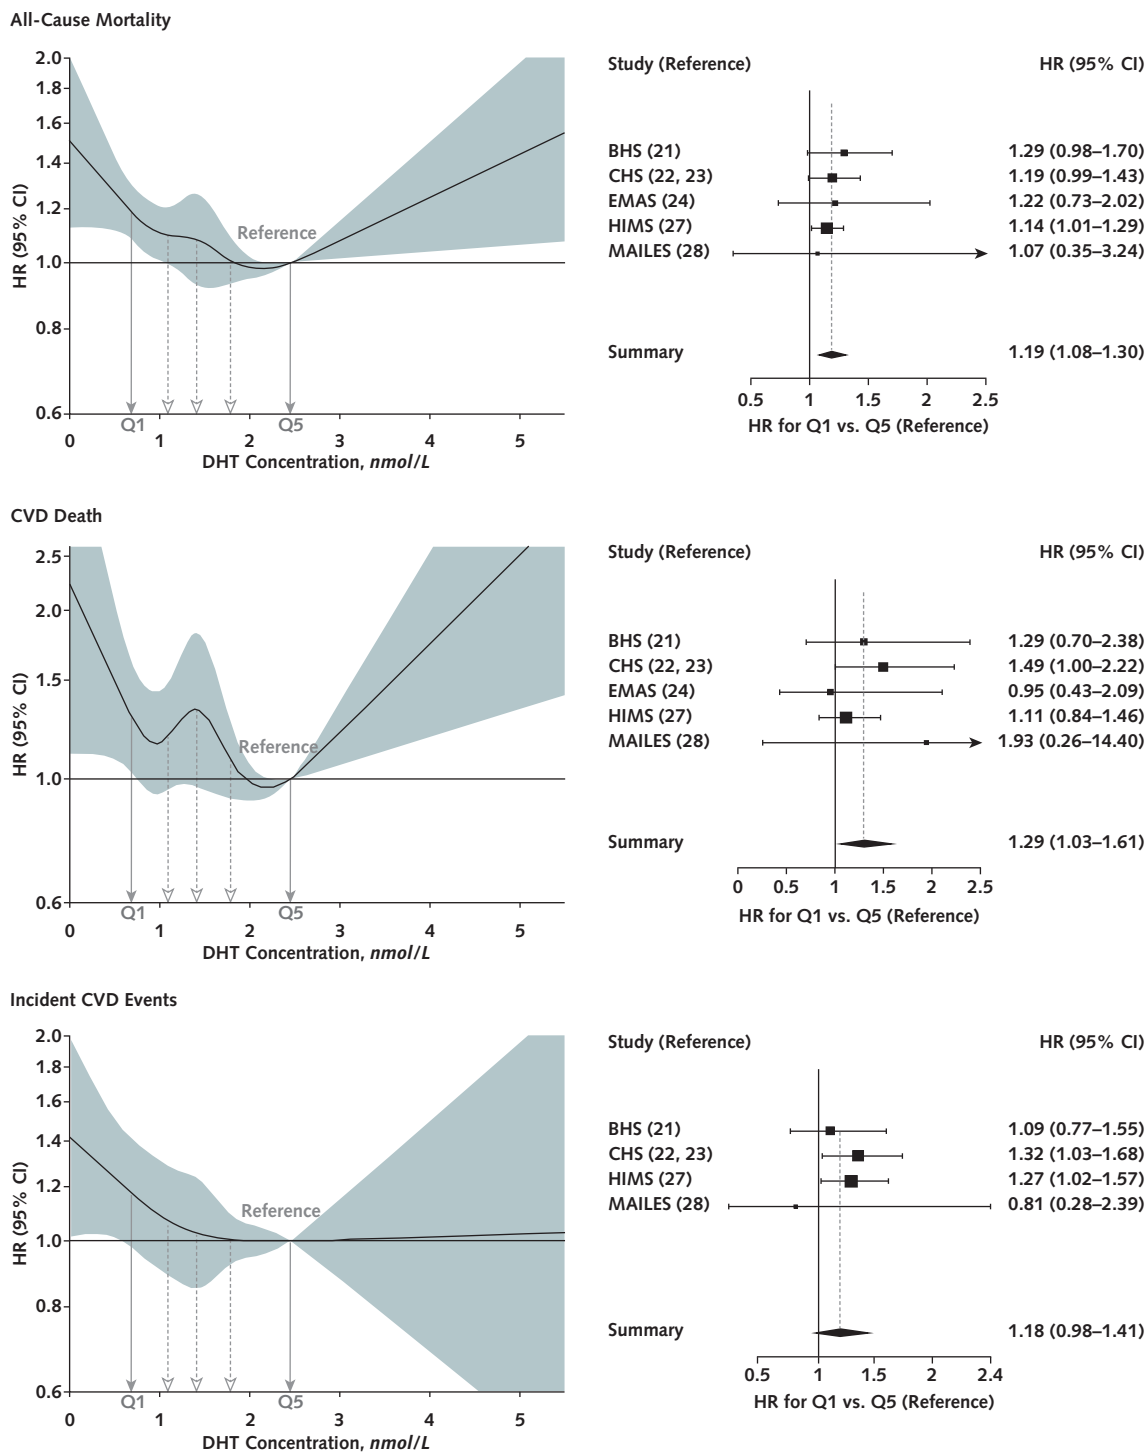 All-Cause Mortality
HR (95% CI)
2.0
1.8
1.6
1.4
1.2
1.0
0.8
0.6
Reference
Q1
Q5
0 1 2 3 4 5
DHT Concentration, nmol/L
Study (Reference) HR (95% CI)
BHS (21) 1.29 (0.98–1.70)
CHS (22, 23) 1.19 (0.99–1.43)
EMAS (24) 1.22 (0.73–2.02)
HIMS (27) 1.14 (1.01–1.29)
MAILES (28) 1.07 (0.35–3.24)
Summary 1.19 (1.08–1.30)
0.5 1 1.5 2 2.5
HR for Q1 vs. Q5 (Reference)
CVD Death
HR (95% CI)
2.5
2.0
1.5
1.0
0.6
Reference
Q1
Q5
0 1 2 3 4 5
DHT Concentration, nmol/L
Study (Reference) HR (95% CI)
BHS (21) 1.29 (0.70–2.38)
CHS (22, 23) 1.49 (1.00–2.22)
EMAS (24) 0.95 (0.43–2.09)
HIMS (27) 1.11 (0.84–1.46)
MAILES (28) 1.93 (0.26–14.40)
Summary 1.29 (1.03–1.61)
0 0.5 1 1.5 2 2.5
HR for Q1 vs. Q5 (Reference)
Incident CVD Events
HR (95% CI)
2.0
1.8
1.6
1.4
1.2
1.0
0.8
0.6
Reference
Q1
Q5
0 1 2 3 4 5
DHT Concentration, nmol/L
Study (Reference) HR (95% CI)
BHS (21) 1.09 (0.77–1.55)
CHS (22, 23) 1.32 (1.03–1.68)
HIMS (27) 1.27 (1.02–1.57)
MAILES (28) 0.81 (0.28–2.39)
Summary 1.18 (0.98–1.41)
0.5 1 1.5 2 2.4
HR for Q1 vs. Q5 (Reference)